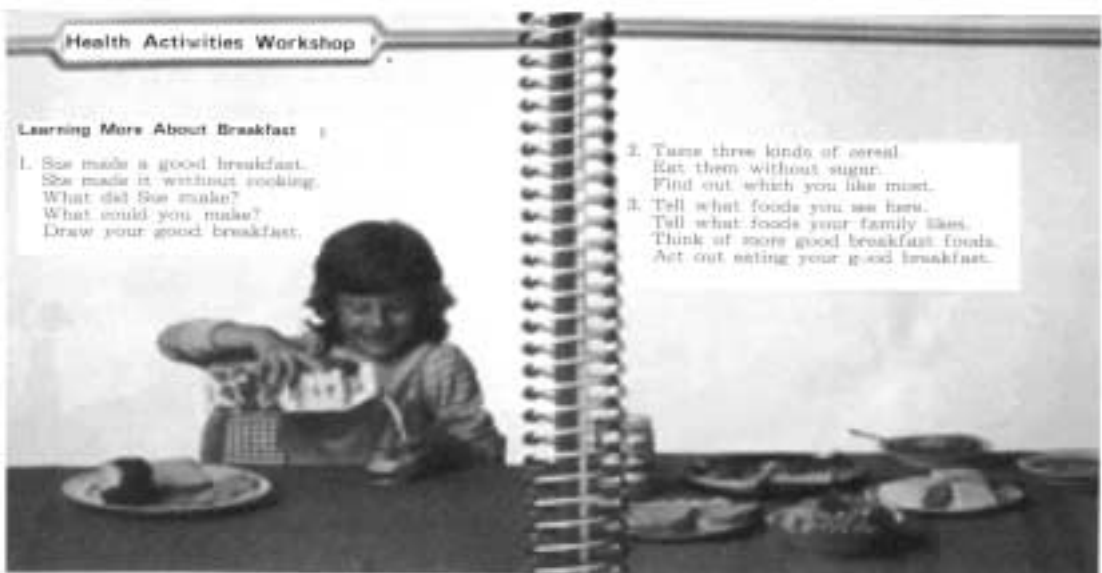 Health Activities Workshop
Learning More About Breakfast
1. Sue made a good breakfast.
She made it without cooking.
What did Sue make?
What could you make?
Draw your good breakfast.
2. Taste three kinds of cereal.
Eat them without sugar.
Find out which you like most.
3. Tell what foods you see here.
Tell what foods your family likes.
Think of more good breakfast foods.
Act out eating your good breakfast.